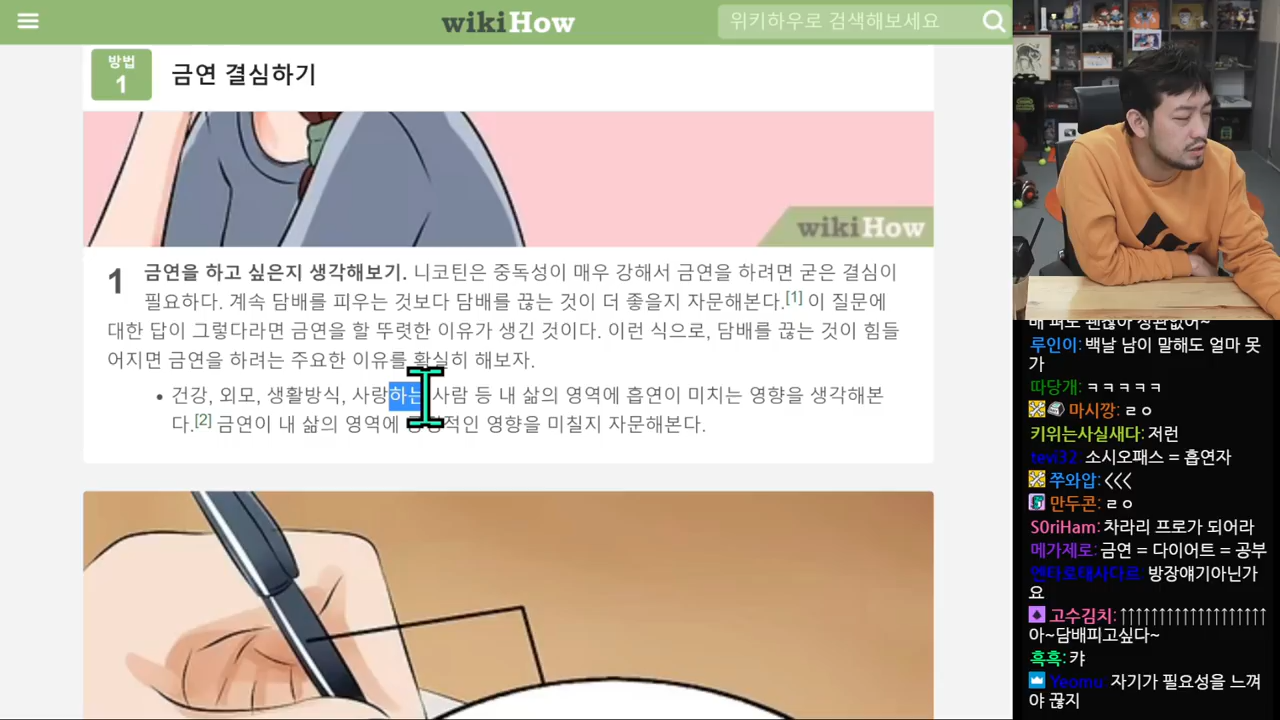 wikiHow
위키하우로 검색해보세요
방법
1
금연 결심하기
wikiHow
1
금연을 하고 싶은지 생각해보기. 니코틴은 중독성이 매우 강해서 금연을 하려면 굳은 결심이
필요하다. 계속 담배를 피우는 것보다 담배를 끊는 것이 더 좋을지 자문해본다.[1] 이 질문에
대한 답이 그렇다라면 금연을 할 뚜렷한 이유가 생긴 것이다. 이런 식으로, 담배를 끊는 것이 힘들
어지면 금연을 하려는 주요한 이유를 확실히 해보자.
• 건강, 외모, 생활방식, 사랑하는 사람 등 내 삶의 영역에 흡연이 미치는 영향을 생각해본
다.[2] 금연이 내 삶의 영역에 긍정적인 영향을 미칠지 자문해본다.
루인이: 백날 남이 말해도 얼마 못
가
따당개: ㅋㅋㅋㅋㅋ
마시깡: ㄹㅇ
키위는사실새다: 저런
tevi32: 소시오패스 = 흡연자
쭈와압: <<<
만두콘: ㄹㅇ
S0riHam: 차라리 프로가 되어라
메가제로: 금연 = 다이어트 = 공부
엔타로태사다르: 방장얘기아닌가
요
고수김치: ↑↑↑↑↑↑↑↑↑↑↑↑↑↑↑↑↑↑
아~담배피고싶다~
흑흑: 캬
Yeomu: 자기가 필요성을 느껴
야 끊지